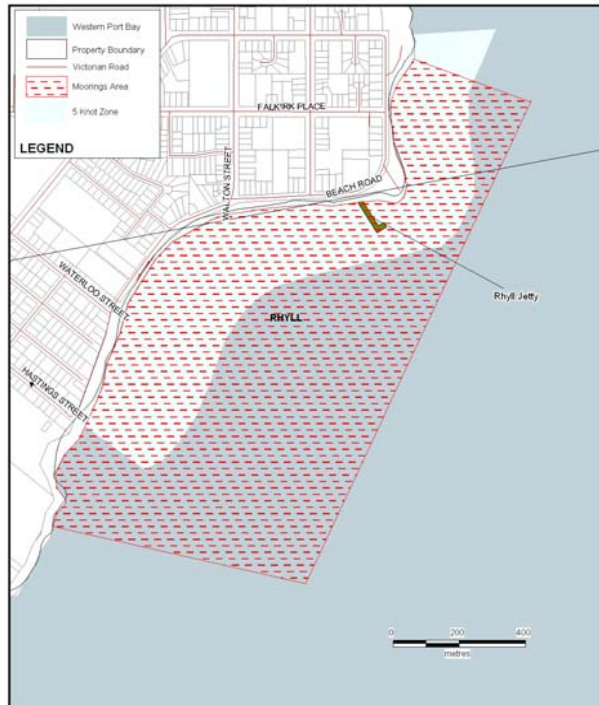 Western Port Bay
Property Boundary
Victorian Road
Moorings Area
5 Knot Zone
LEGEND
FALKIRK PLACE
WALTON STREET
BEACH ROAD
WATERLOO STREET
HASTINGS STREET
Rhyll Jetty
RHYLL
0 200 400
metres